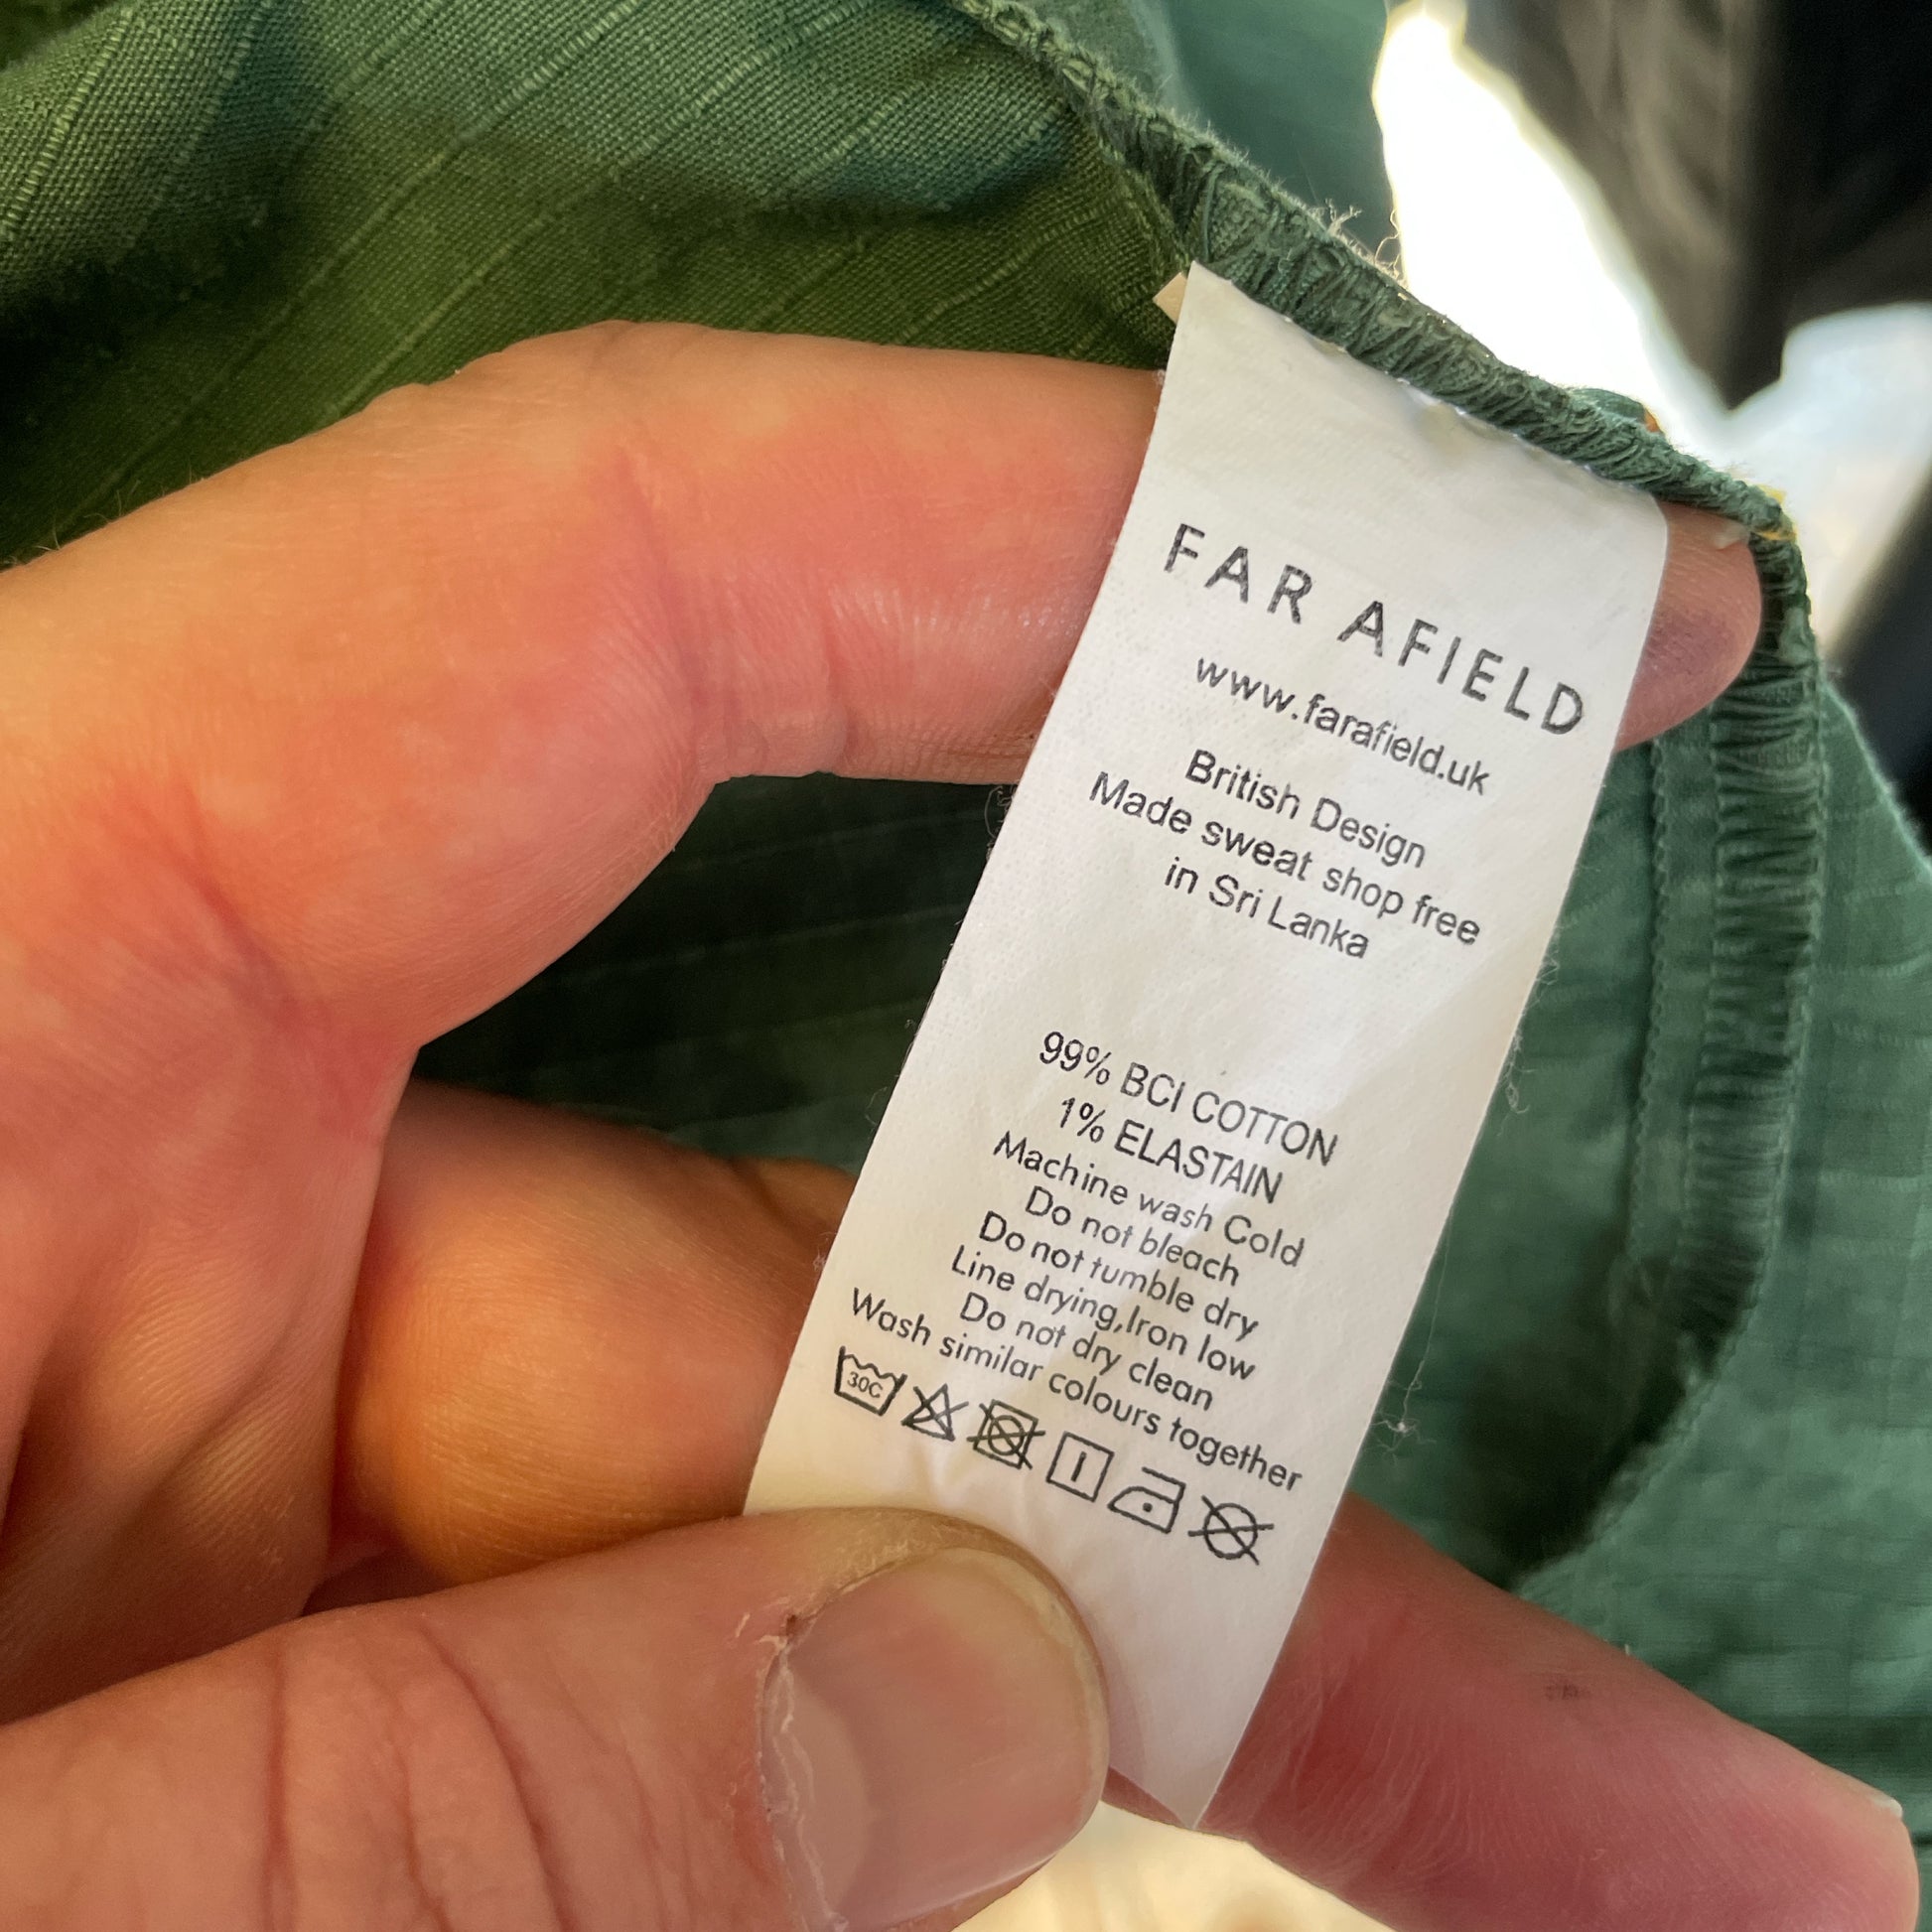 FAR AFIELD
www.farafield.uk
British Design
Made sweat shop free
in Sri Lanka
99% BCI COTTON
1% ELASTAIN
Machine wash Cold
Do not bleach
Do not tumble dry
Line drying,Iron low
Do not dry clean
Wash similar colours together
30C